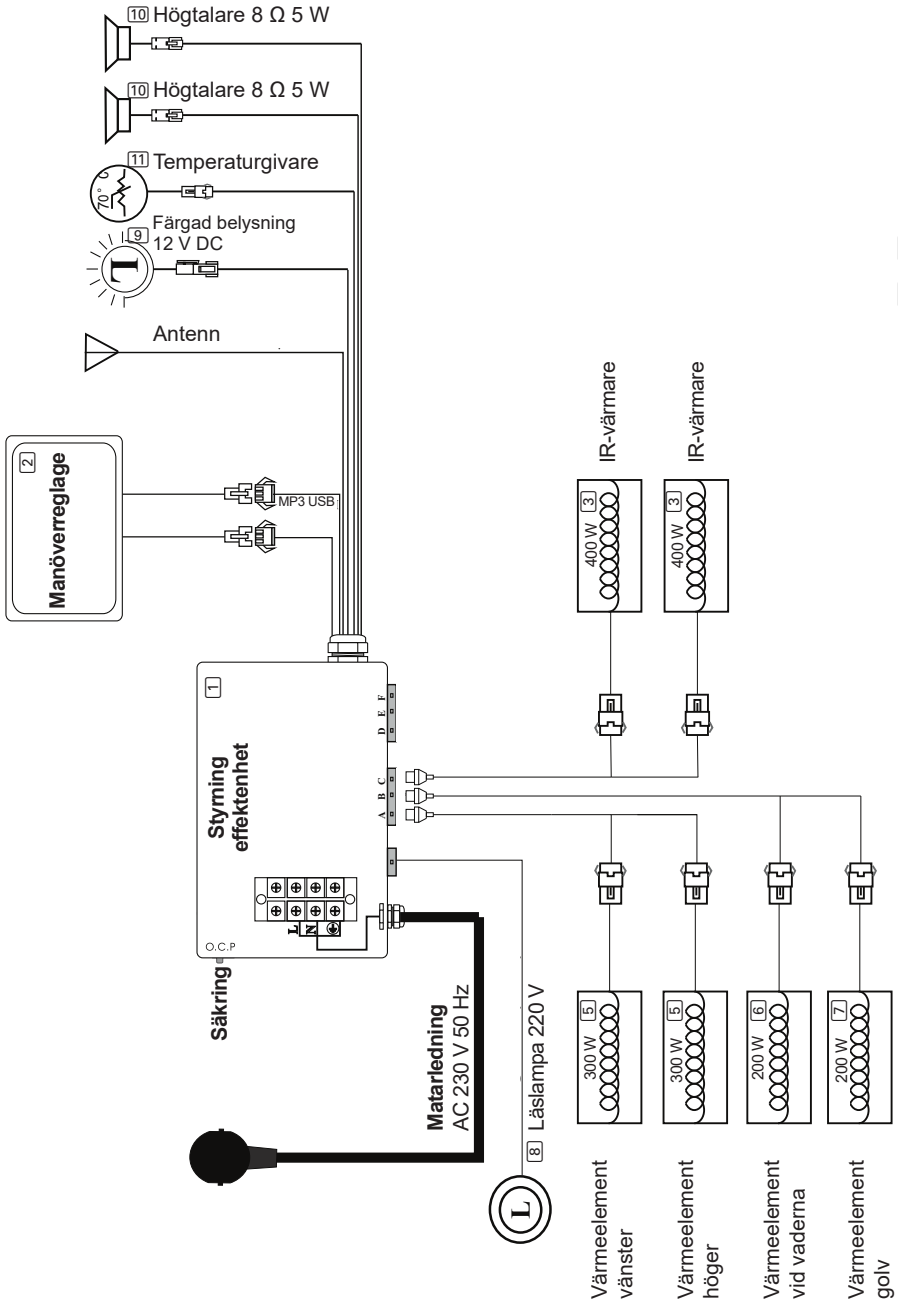 10 Högtalare 8 Ω 5 W
10 Högtalare 8 Ω 5 W
11 Temperaturgivare
70° C
9 Färgad belysning
12 V DC
L
Antenn
2
Manöverreglage
MP3 USB
1
Styrning
effektenhet
O.C.P
L
N
Säkring
A B C
D E F
Matarledning
AC 230 V 50 Hz
8 Läslampa 220 V
L
3
400 W
IR-värmare
3
400 W
IR-värmare
5
300 W
Värmeelement
vänster
5
300 W
Värmeelement
höger
6
200 W
Värmeelement
vid vaderna
7
200 W
Värmeelement
golv